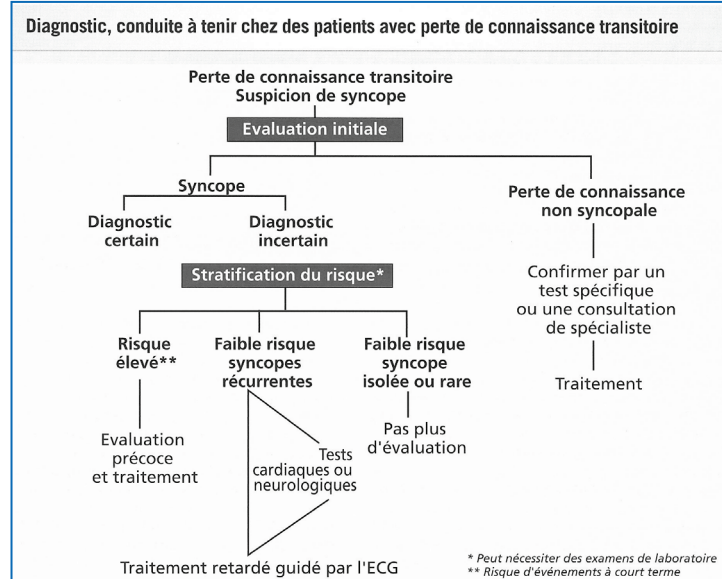 Diagnostic, conduite à tenir chez des patients avec perte de connaissance transitoire
Perte de connaissance transitoire
Suspicion de syncope
Evaluation initiale
Syncope
Diagnostic
certain
Diagnostic
incertain
Perte de connaissance
non syncopale
Confirmer par un
test spécifique
ou une consultation
de spécialiste
Traitement
Stratification du risque*
Risque
élevé**
Faible risque
syncopes
récurrentes
Faible risque
syncope
isolée ou rare
Evaluation
précoce
et traitement
Tests
cardiaques ou
neurologiques
Pas plus
d'évaluation
Traitement retardé guidé par l'ECG
* Peut nécessiter des examens de laboratoire
** Risque d'événements à court terme